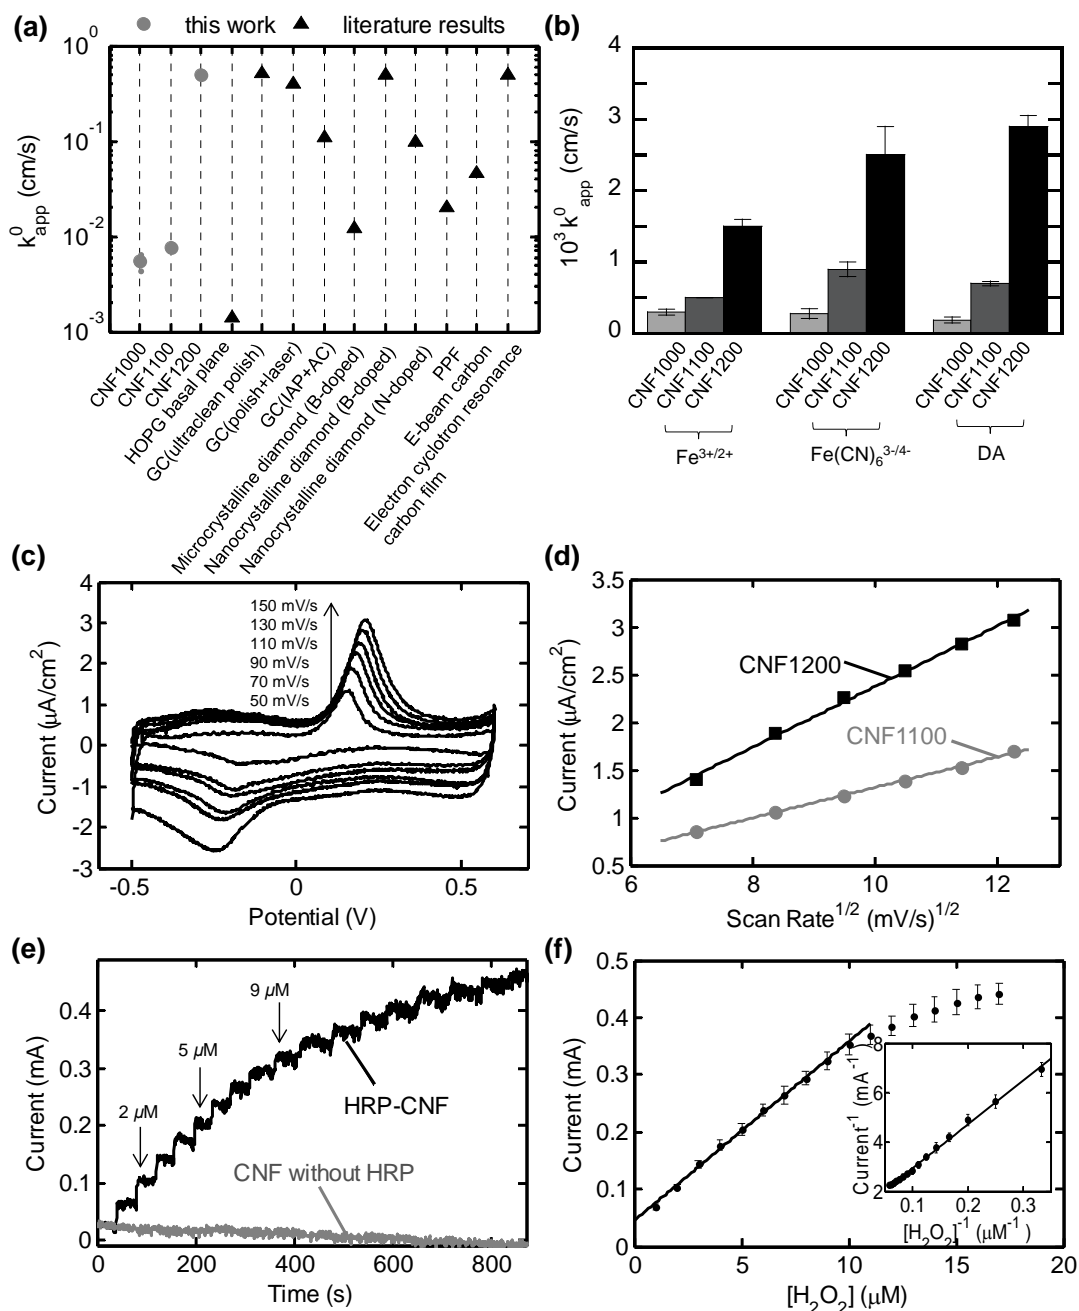 (a)
this work
literature results
10^0
10^-1
10^-2
10^-3
k^0_app (cm/s)
CNF1000
CNF1100
CNF1200
HOPG basal plane
GC(ultraclean polish)
GC(polish+laser)
GC(IAP+AC)
Microcrystalline diamond (B-doped)
Nanocrystalline diamond (B-doped)
Nanocrystalline diamond (N-doped)
PPF
E-beam carbon
Electron cyclotron resonance
carbon film
(b)
4
3
2
1
0
10^3 k^0_app (cm/s)
CNF1000
CNF1100
CNF1200
CNF1000
CNF1100
CNF1200
CNF1000
CNF1100
CNF1200
Fe^3+/2+
Fe(CN)_6^3-/4-
DA
(c)
4
3
2
1
0
-1
-2
-3
Current (μA/cm^2)
150 mV/s
130 mV/s
110 mV/s
90 mV/s
70 mV/s
50 mV/s
-0.5
0
0.5
Potential (V)
(d)
3.5
3
2.5
2
1.5
1
0.5
Current (μA/cm^2)
CNF1200
CNF1100
6
8
10
12
Scan Rate^1/2 (mV/s)^1/2
(e)
0.4
0.3
0.2
0.1
0
Current (mA)
2 μM
5 μM
9 μM
HRP-CNF
CNF without HRP
0
200
400
600
800
Time (s)
(f)
0.5
0.4
0.3
0.2
0.1
0
Current (mA)
8
6
4
2
Current^-1 (mA^-1)
0.1
0.2
0.3
[H_2O_2]^-1 (μM^-1)
0
5
10
15
20
[H_2O_2] (μM)